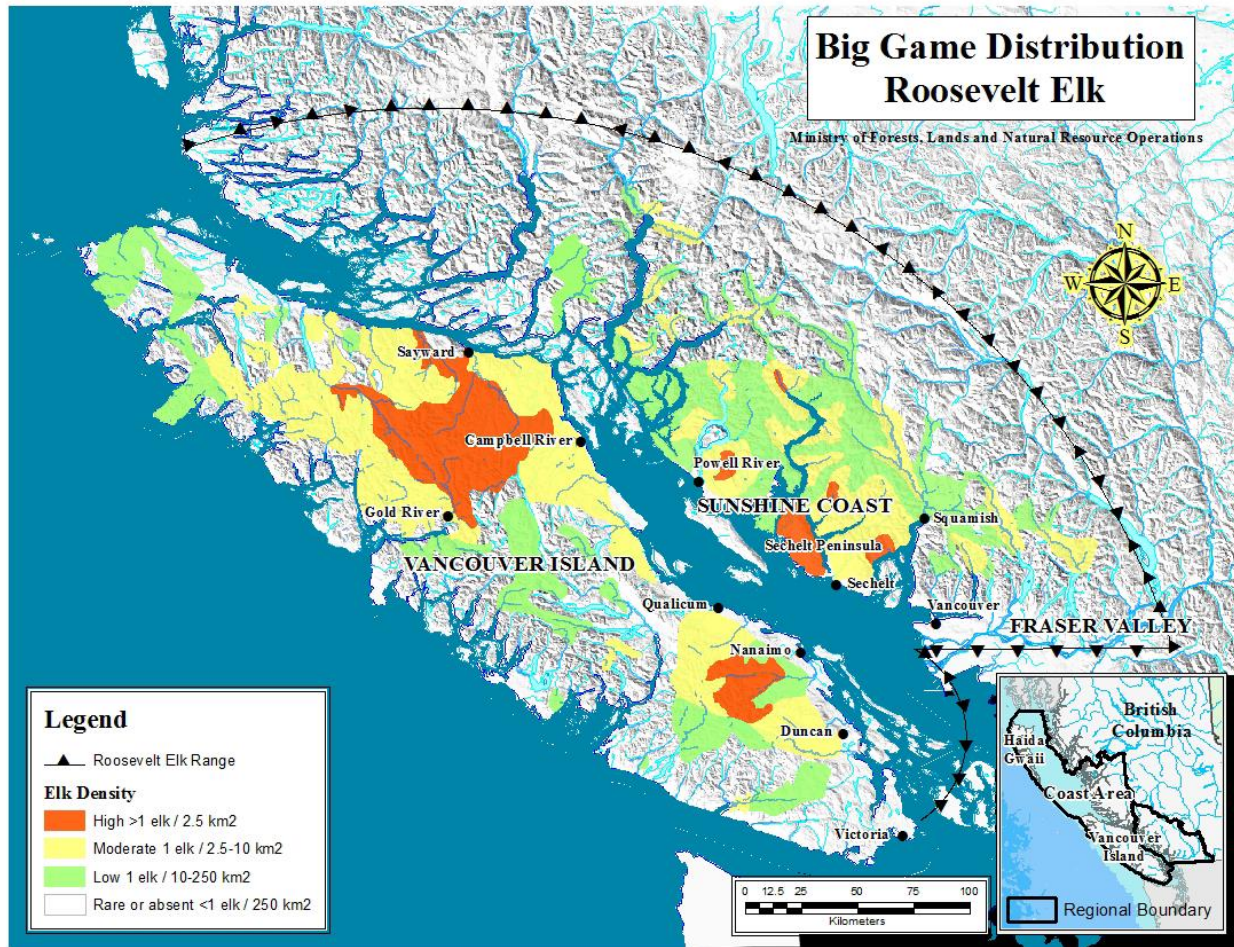 Big Game Distribution
Roosevelt Elk
Ministry of Forests, Lands and Natural Resource Operations
N
W
E
S
Sayward
Campbell River
Gold River
VANCOUVER ISLAND
Powell River
SUNSHINE COAST
Squamish
Sechelt Peninsula
Sechelt
Qualicum
Vancouver
FRASER VALLEY
Nanaimo
Duncan
Victoria
Legend
Roosevelt Elk Range
Elk Density
High >1 elk / 2.5 km2
Moderate 1 elk / 2.5-10 km2
Low 1 elk / 10-250 km2
Rare or absent <1 elk / 250 km2
0 12.5 25 50 75 100
Kilometers
British
Columbia
Haida
Gwaii
Coast Area
Vancouver
Island
Regional Boundary